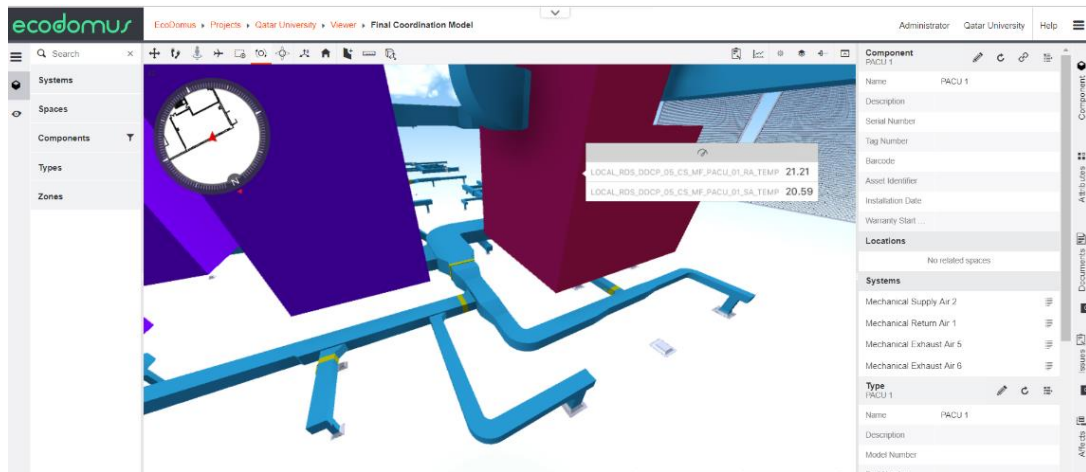 ecodomus
EcoDomus ▸ Projects ▸ Qatar University ▸ Viewer ▸ Final Coordination Model
Administrator Qatar University Help
Search
Systems
Spaces
Components
Types
Zones
N
LOCAL_RDS_DDCP_05_CS_MF_PACU_01_RA_TEMP 21.21
LOCAL_RDS_DDCP_05_CS_MF_PACU_01_SA_TEMP 20.59
Component
PACU 1
Name PACU 1
Description
Serial Number
Tag Number
Barcode
Asset Identifier
Installation Date
Warranty Start ...
Locations
No related spaces
Systems
Mechanical Supply Air 2
Mechanical Return Air 1
Mechanical Exhaust Air 5
Mechanical Exhaust Air 6
Type
PACU 1
Name PACU 1
Description
Model Number
Component
Attributes
Documents
Issues
Affects